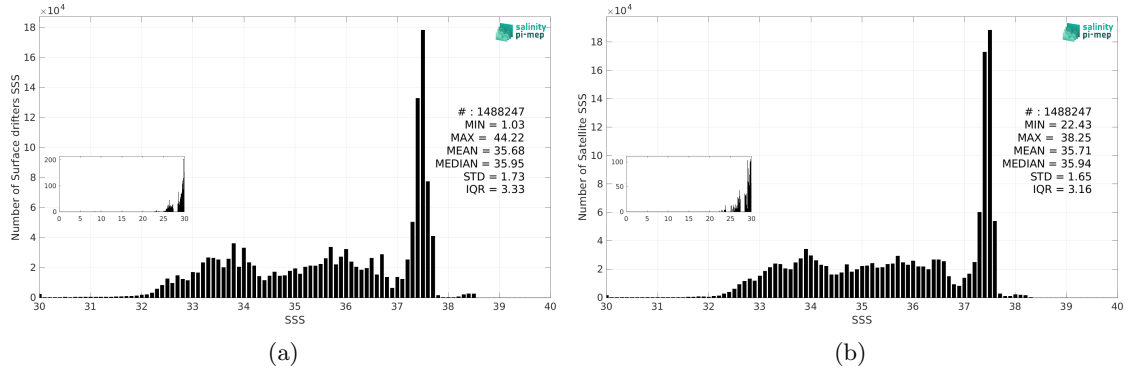 ×10⁴
salinity
pi-mep
18
16
14
12
10
8
6
4
2
0
Number of Surface drifters SSS
# : 1488247
MIN = 1.03
MAX = 44.22
MEAN = 35.68
MEDIAN = 35.95
STD = 1.73
IQR = 3.33
200
100
0
0 5 10 15 20 25 30
30 31 32 33 34 35 36 37 38 39 40
SSS
(a)
×10⁴
salinity
pi-mep
18
16
14
12
10
8
6
4
2
0
Number of Satellite SSS
# : 1488247
MIN = 22.43
MAX = 38.25
MEAN = 35.71
MEDIAN = 35.94
STD = 1.65
IQR = 3.16
100
50
0
0 5 10 15 20 25 30
30 31 32 33 34 35 36 37 38 39 40
SSS
(b)